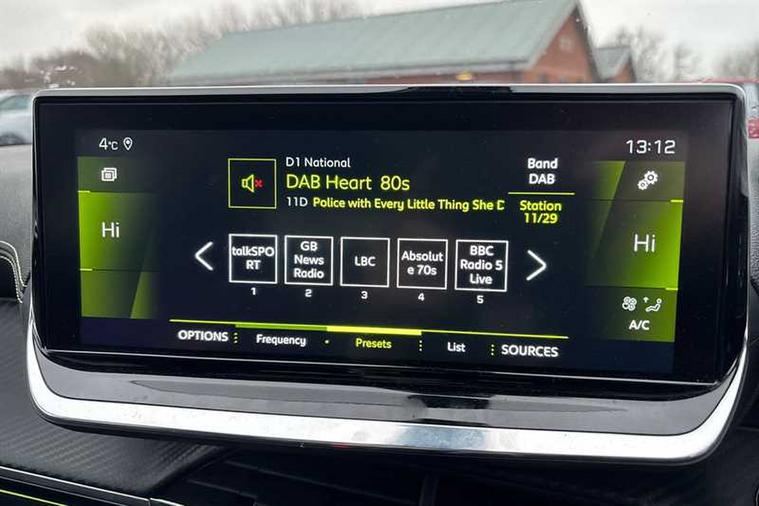 4°C
13:12
D1 National
DAB Heart 80s
11D Police with Every Little Thing She D
Band
DAB
Station
11/29
Hi
Hi
talkSPO
RT
1
GB
News
Radio
2
LBC
3
Absolut
e 70s
4
BBC
Radio 5
Live
5
A/C
OPTIONS
Frequency
Presets
List
SOURCES